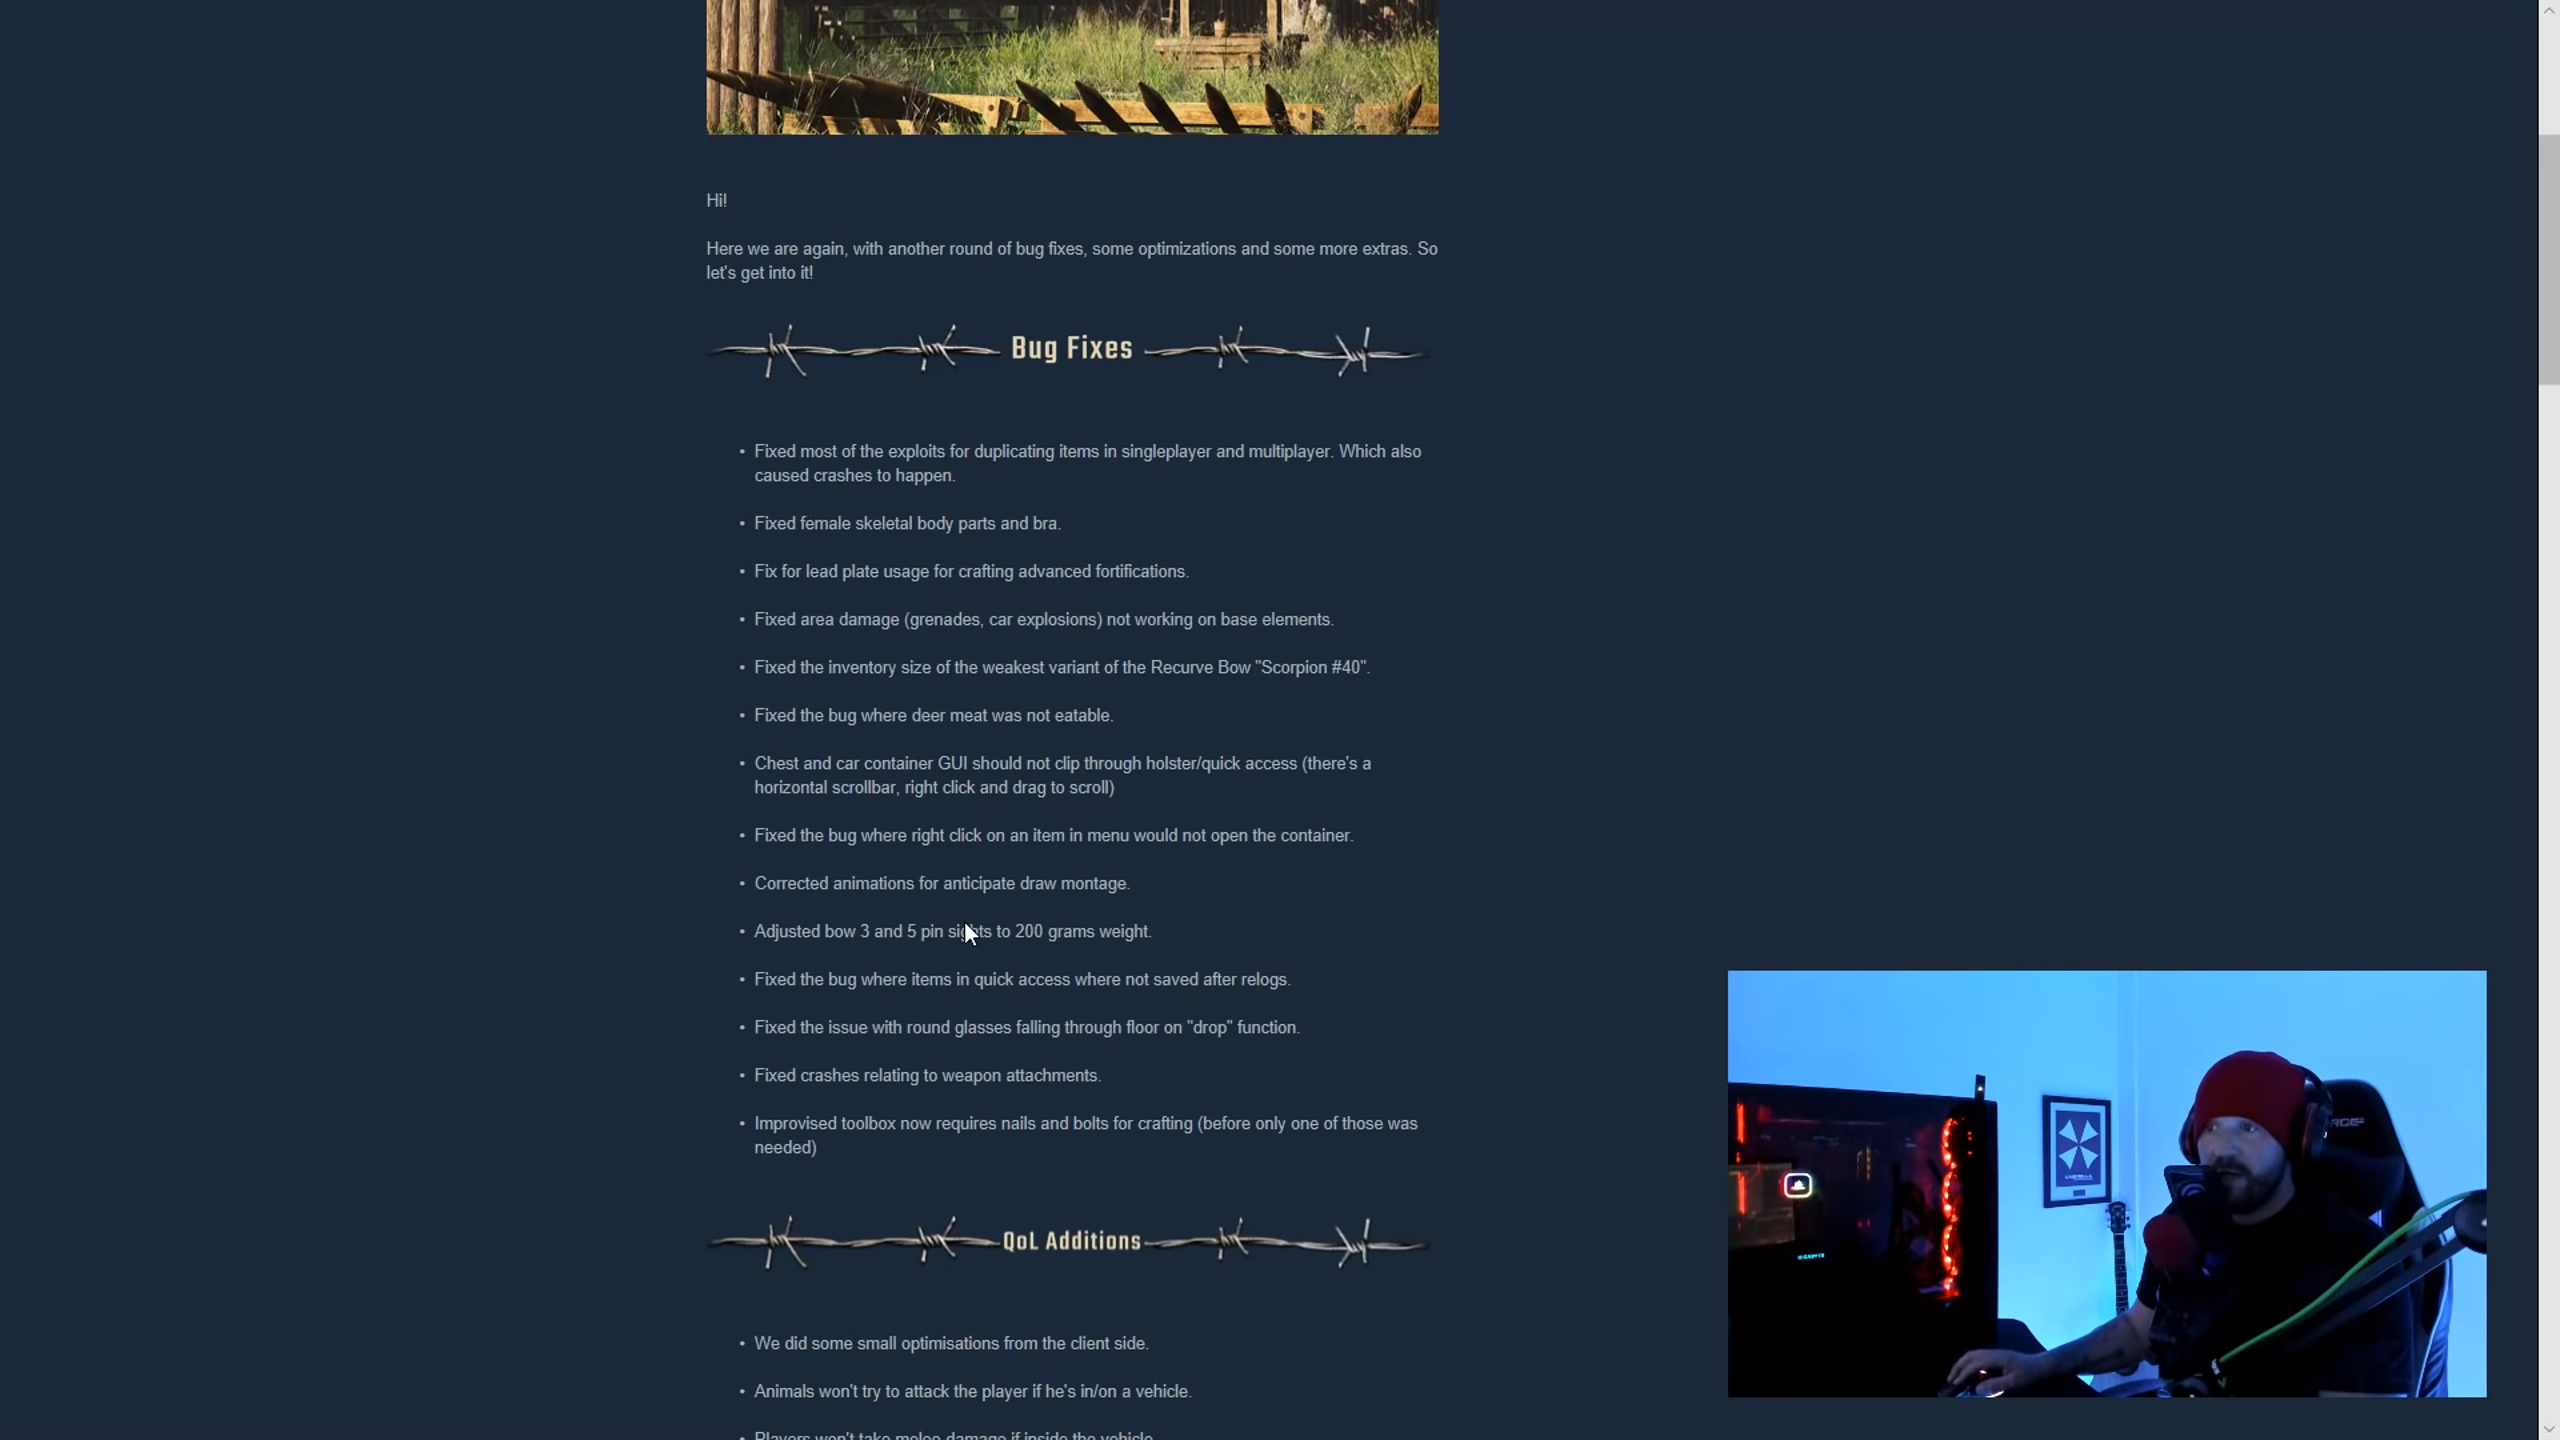 Hi!
Here we are again, with another round of bug fixes, some optimizations and some more extras. So
let's get into it!
Bug Fixes
• Fixed most of the exploits for duplicating items in singleplayer and multiplayer. Which also
caused crashes to happen.
• Fixed female skeletal body parts and bra.
• Fix for lead plate usage for crafting advanced fortifications.
• Fixed area damage (grenades, car explosions) not working on base elements.
• Fixed the inventory size of the weakest variant of the Recurve Bow "Scorpion #40".
• Fixed the bug where deer meat was not eatable.
• Chest and car container GUI should not clip through holster/quick access (there's a
horizontal scrollbar, right click and drag to scroll)
• Fixed the bug where right click on an item in menu would not open the container.
• Corrected animations for anticipate draw montage.
• Adjusted bow 3 and 5 pin sights to 200 grams weight.
• Fixed the bug where items in quick access where not saved after relogs.
• Fixed the issue with round glasses falling through floor on "drop" function.
• Fixed crashes relating to weapon attachments.
• Improvised toolbox now requires nails and bolts for crafting (before only one of those was
needed)
QoL Additions
• We did some small optimisations from the client side.
• Animals won't try to attack the player if he's in/on a vehicle.
• Players won't take melee damage if inside the vehicle.